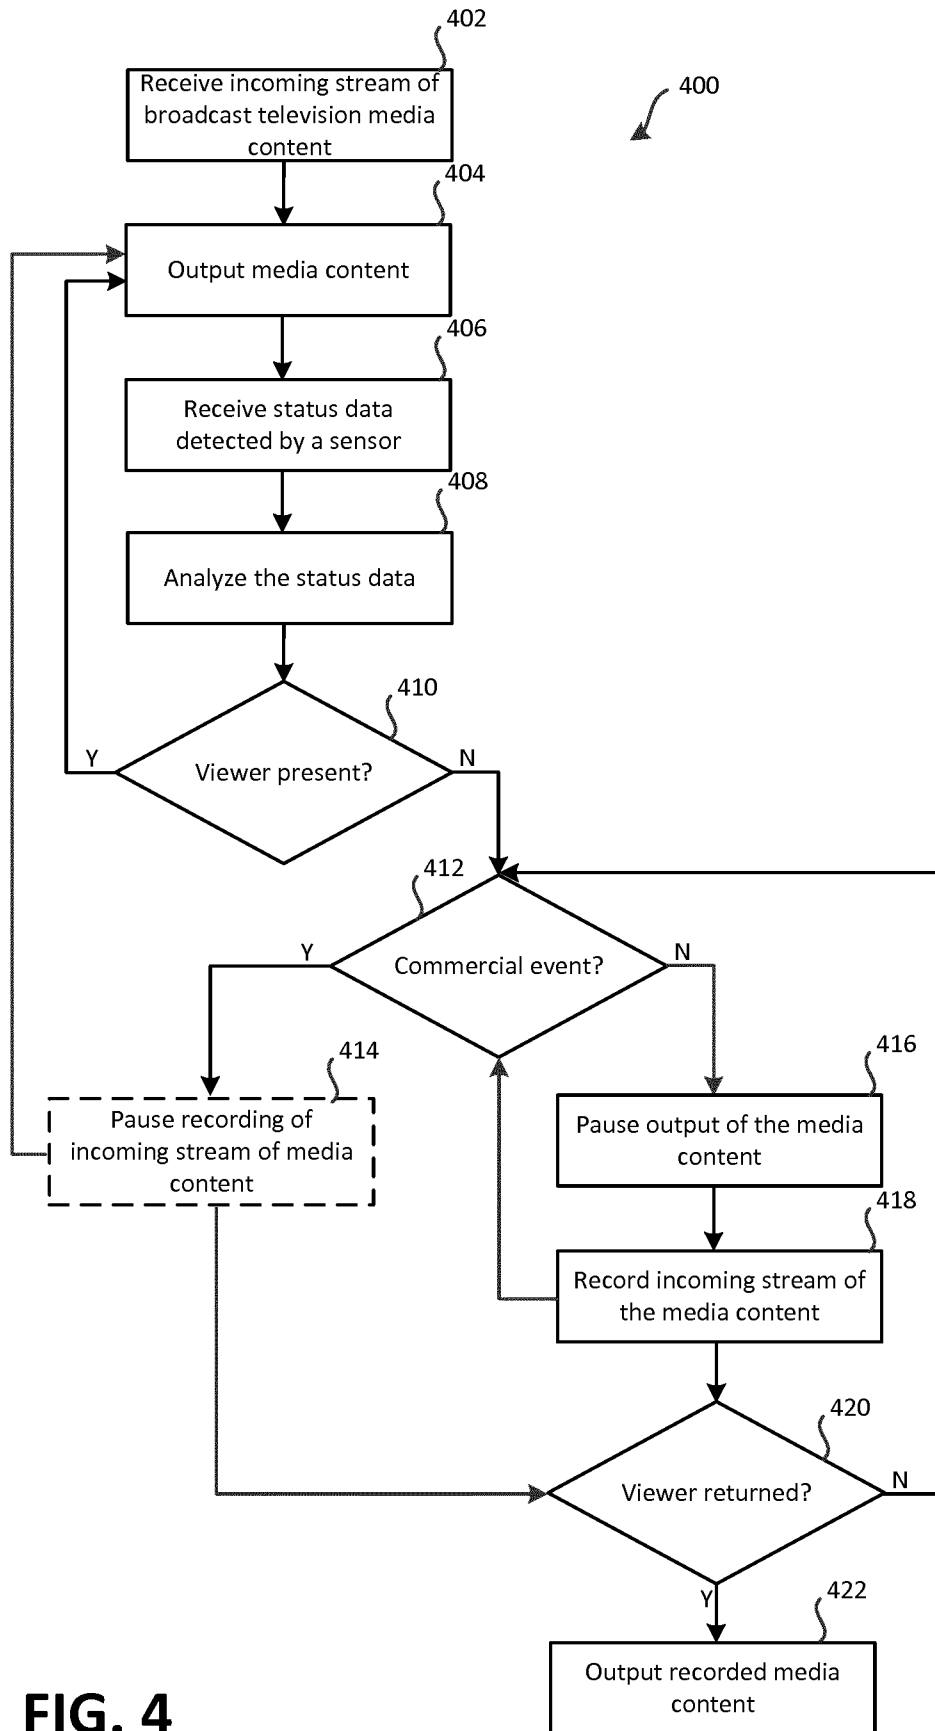 402
Receive incoming stream of
broadcast television media
content
400
404
Output media content
406
Receive status data
detected by a sensor
408
Analyze the status data
410
Viewer present?
Y
N
412
Commercial event?
Y
N
414
Pause recording of
incoming stream of media
content
416
Pause output of the media
content
418
Record incoming stream of
the media content
420
Viewer returned?
N
Y
422
Output recorded media
content
FIG. 4